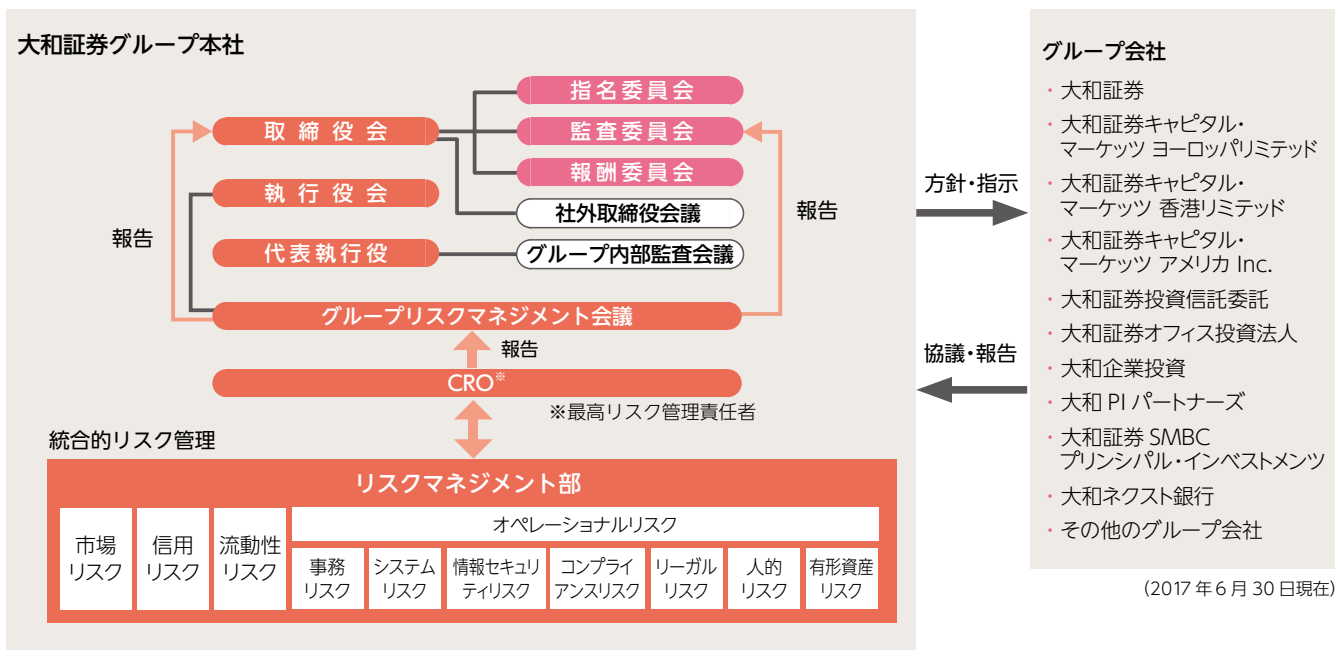 大和証券グループ本社
指名委員会
取締役会
監査委員会
報酬委員会
執行役会
社外取締役会議
代表執行役
グループ内部監査会議
報告
報告
グループリスクマネジメント会議
報告
CRO※
※最高リスク管理責任者
統合的リスク管理
リスクマネジメント部
市場
リスク
信用
リスク
流動性
リスク
オペレーショナルリスク
事務
リスク
システム
リスク
情報セキュリ
ティリスク
コンプライ
アンスリスク
リーガル
リスク
人的
リスク
有形資産
リスク
方針・指示
協議・報告
グループ会社
・大和証券
・大和証券キャピタル・
マーケッツ ヨーロッパリミテッド
・大和証券キャピタル・
マーケッツ 香港リミテッド
・大和証券キャピタル・
マーケッツ アメリカ Inc.
・大和証券投資信託委託
・大和証券オフィス投資法人
・大和企業投資
・大和 PI パートナーズ
・大和証券 SMBC
プリンシパル・インベストメンツ
・大和ネクスト銀行
・その他のグループ会社
(2017 年 6 月 30 日現在)